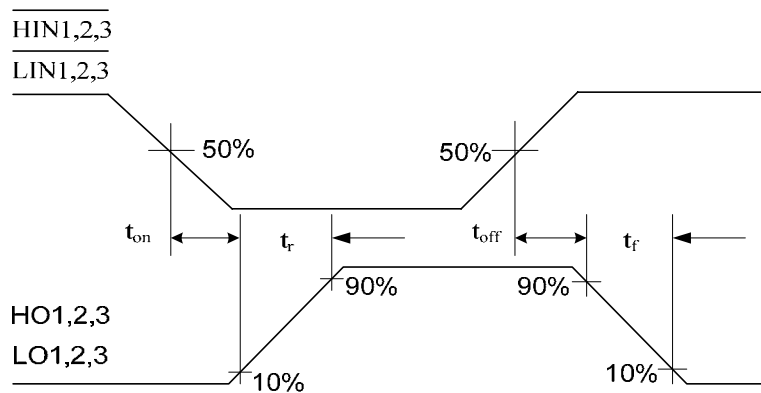 HIN1,2,3
LIN1,2,3
50%
50%
ton
tr
toff
tf
90%
90%
HO1,2,3
LO1,2,3
10%
10%